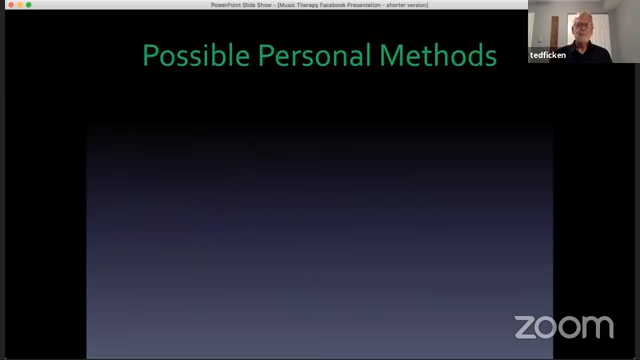 PowerPoint Slide Show - [Music Therapy Facebook Presentation - shorter version]
Possible Personal Methods
tedficken
zoom